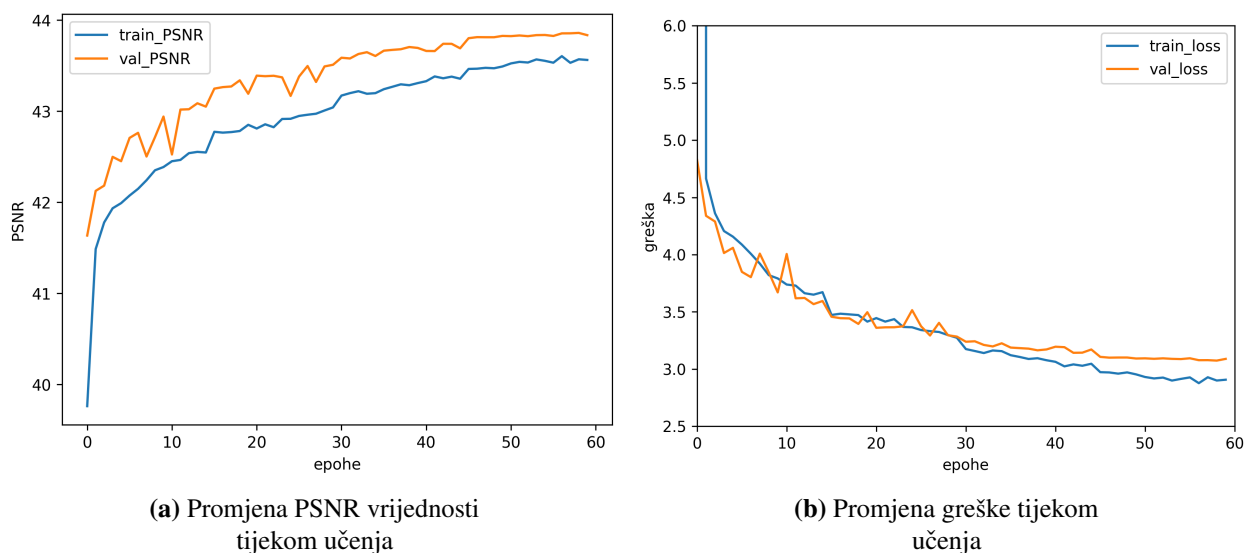 44
43
42
41
40
PSNR
train_PSNR
val_PSNR
0 10 20 30 40 50 60
epohe
(a) Promjena PSNR vrijednosti
tijekom učenja
6.0
5.5
5.0
4.5
4.0
3.5
3.0
2.5
greška
train_loss
val_loss
0 10 20 30 40 50 60
epohe
(b) Promjena greške tijekom
učenja